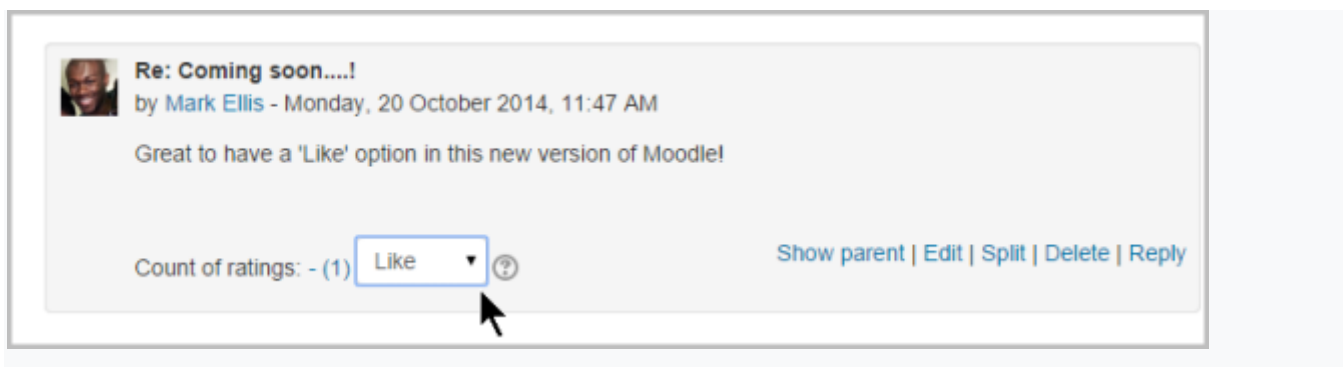 Re: Coming soon....!
by Mark Ellis - Monday, 20 October 2014, 11:47 AM
Great to have a 'Like' option in this new version of Moodle!
Count of ratings: - (1) Like
Show parent | Edit | Split | Delete | Reply